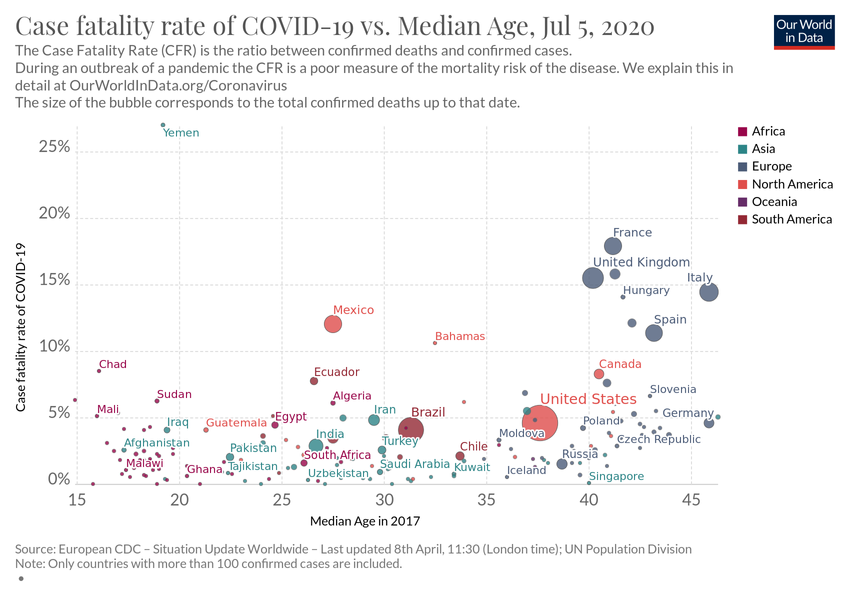 Case fatality rate of COVID-19 vs. Median Age, Jul 5, 2020
The Case Fatality Rate (CFR) is the ratio between confirmed deaths and confirmed cases.
During an outbreak of a pandemic the CFR is a poor measure of the mortality risk of the disease. We explain this in
detail at OurWorldInData.org/Coronavirus
The size of the bubble corresponds to the total confirmed deaths up to that date.
Our World
in Data
Africa
Asia
Europe
North America
Oceania
South America
Case fatality rate of COVID-19
25%
20%
15%
10%
5%
0%
Yemen
France
United Kingdom
Italy
Hungary
Mexico
Spain
Bahamas
Chad
Ecuador
Canada
Sudan
Algeria
Slovenia
United States
Mali
Iraq
Guatemala
Egypt
Iran
Brazil
Germany
Poland
India
Moldova
Afghanistan
Turkey
Czech Republic
Pakistan
South Africa
Chile
Russia
Malawi
Ghana
Tajikistan
Saudi Arabia
Kuwait
Iceland
Uzbekistan
Singapore
15
20
25
30
35
40
45
Median Age in 2017
Source: European CDC – Situation Update Worldwide – Last updated 8th April, 11:30 (London time); UN Population Division
Note: Only countries with more than 100 confirmed cases are included.